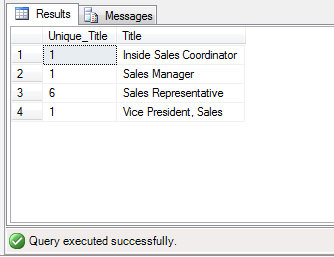 Results Messages
Unique_Title Title
1 1 Inside Sales Coordinator
2 1 Sales Manager
3 6 Sales Representative
4 1 Vice President, Sales
Query executed successfully.